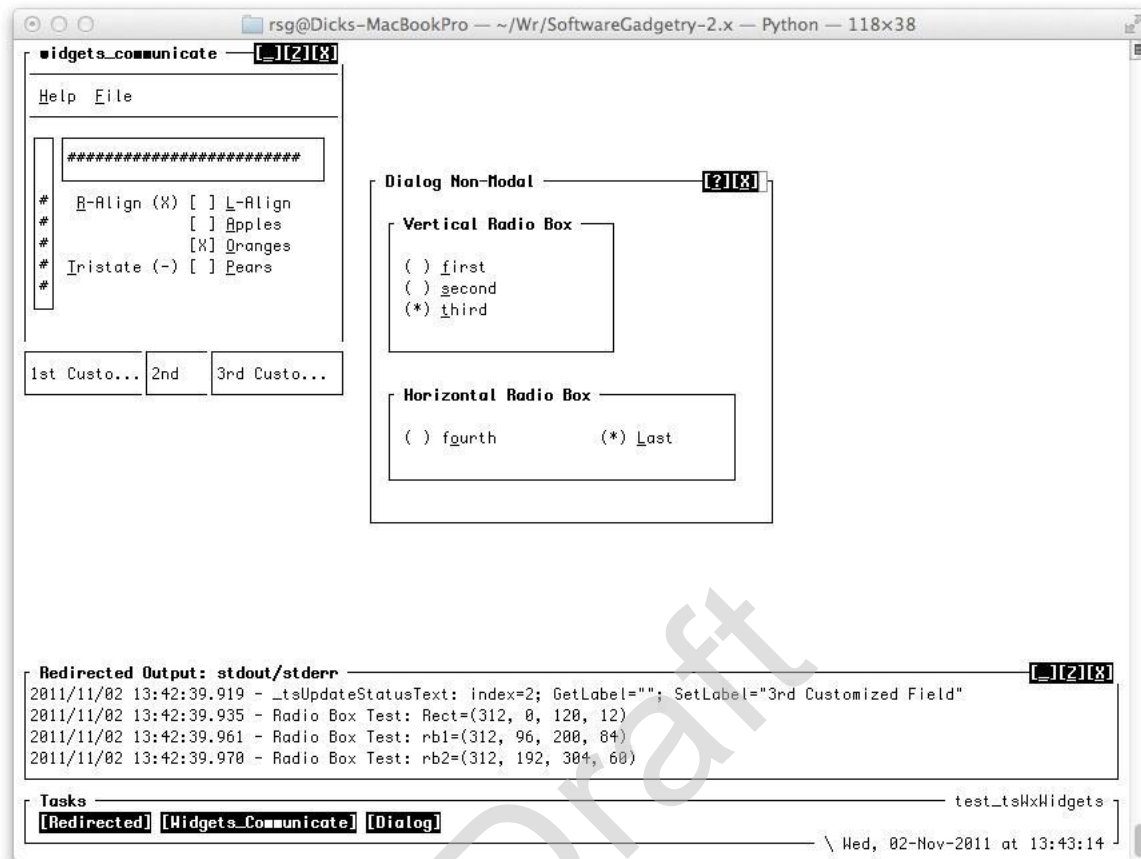 rsg@Dicks-MacBookPro — ~/Wr/SoftwareGadgetry-2.x — Python — 118×38
widgets_communicate [_][Z][X]
Help File
#########################
# R-Align (X) [ ] L-Align
# [ ] Apples
# [X] Oranges
# Tristate (-) [ ] Pears
#
1st Custo... 2nd 3rd Custo...
Dialog Non-Modal [?][X]
Vertical Radio Box
( ) first
( ) second
(*) third
Horizontal Radio Box
( ) fourth (*) Last
Redirected Output: stdout/stderr [_][Z][X]
2011/11/02 13:42:39.919 - _tsUpdateStatusText: index=2; GetLabel=""; SetLabel="3rd Customized Field"
2011/11/02 13:42:39.935 - Radio Box Test: Rect=(312, 0, 120, 12)
2011/11/02 13:42:39.961 - Radio Box Test: rb1=(312, 96, 200, 84)
2011/11/02 13:42:39.970 - Radio Box Test: rb2=(312, 192, 304, 60)
Tasks test_tsWxWidgets
[Redirected] [Widgets_Communicate] [Dialog]
\ Wed, 02-Nov-2011 at 13:43:14
Draft